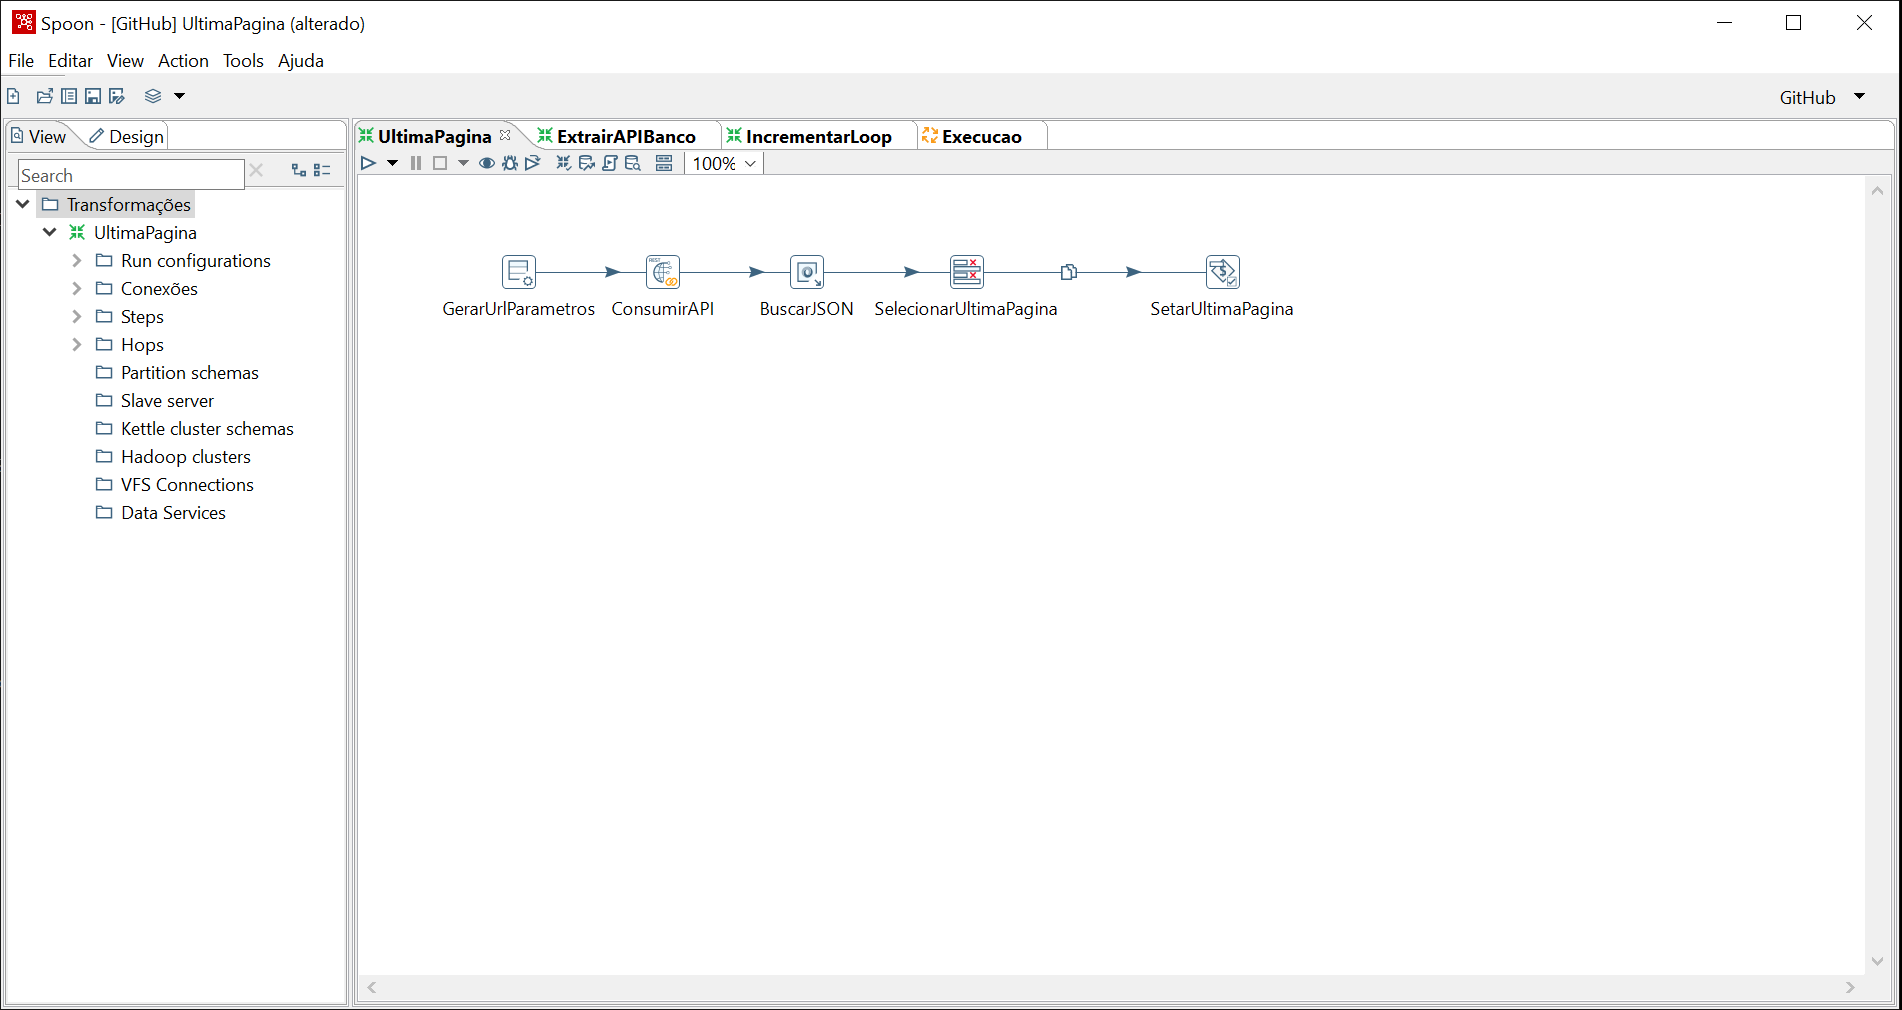 Spoon - [GitHub] UltimaPagina (alterado)
File Editar View Action Tools Ajuda
GitHub
View Design
UltimaPagina ExtrairAPIBanco IncrementarLoop Execucao
100%
Search
Transformações
UltimaPagina
Run configurations
Conexões
Steps
Hops
Partition schemas
Slave server
Kettle cluster schemas
Hadoop clusters
VFS Connections
Data Services
REST
GerarUrlParametros ConsumirAPI BuscarJSON SelecionarUltimaPagina SetarUltimaPagina